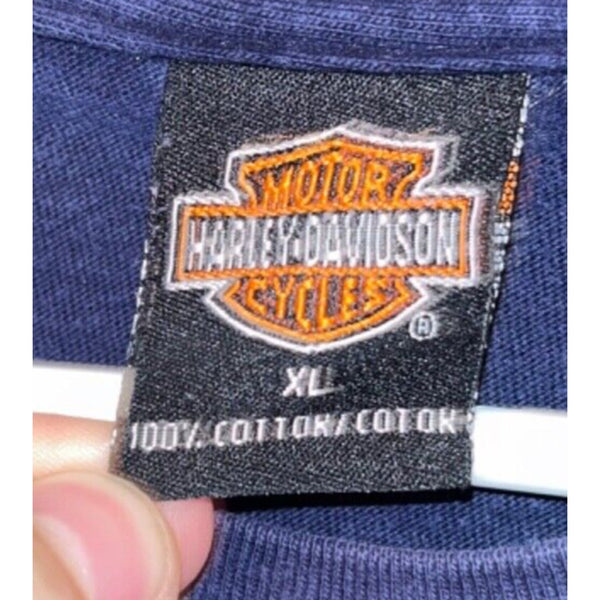 MOTOR
HARLEY-DAVIDSON
CYCLES
®
XL
100% COTTON/COTON